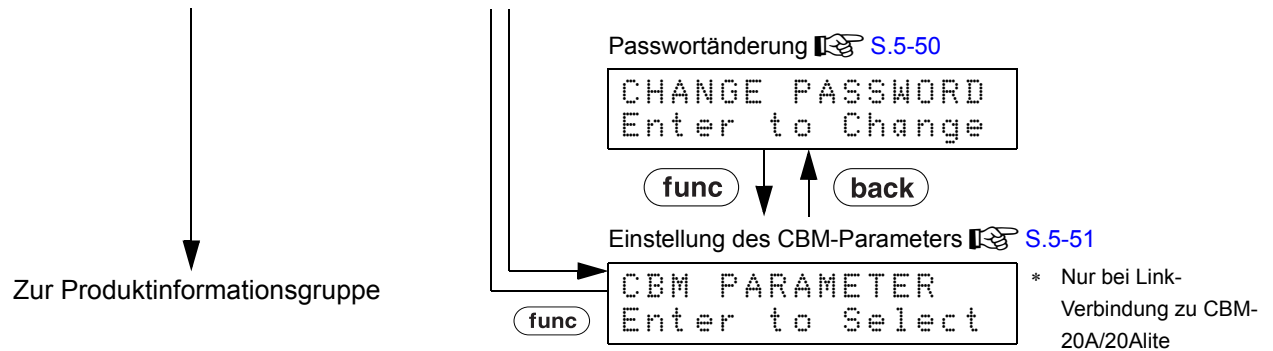 Passwortänderung S.5-50
CHANGE PASSWORD
Enter to Change
func back
Einstellung des CBM-Parameters S.5-51
CBM PARAMETER
Enter to Select
func
* Nur bei Link-
Verbindung zu CBM-
20A/20Alite
Zur Produktinformationsgruppe